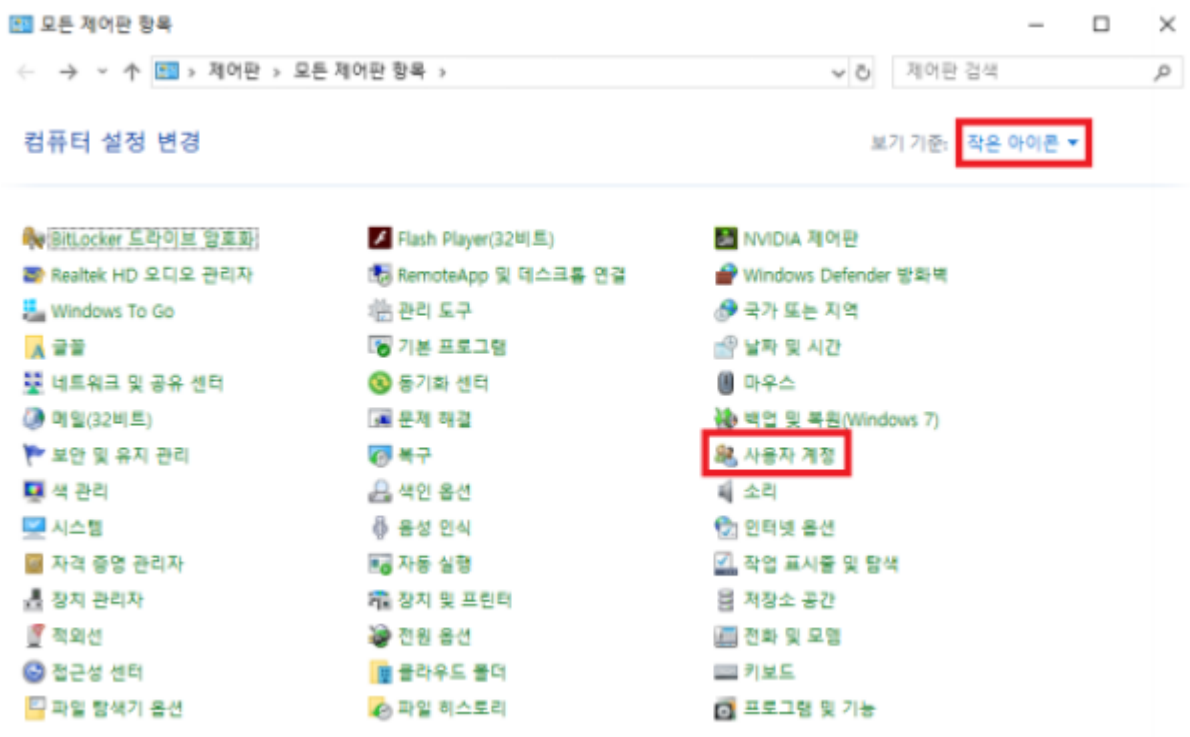 모든 제어판 항목
제어판 › 모든 제어판 항목 ›
제어판 검색
컴퓨터 설정 변경
보기 기준: 작은 아이콘
BitLocker 드라이브 암호화
Flash Player(32비트)
NVIDIA 제어판
Realtek HD 오디오 관리자
RemoteApp 및 데스크톱 연결
Windows Defender 방화벽
Windows To Go
관리 도구
국가 또는 지역
글꼴
기본 프로그램
날짜 및 시간
네트워크 및 공유 센터
동기화 센터
마우스
메일(32비트)
문제 해결
백업 및 복원(Windows 7)
보안 및 유지 관리
복구
사용자 계정
색 관리
색인 옵션
소리
시스템
음성 인식
인터넷 옵션
자격 증명 관리자
자동 실행
작업 표시줄 및 탐색
장치 관리자
장치 및 프린터
저장소 공간
적외선
전원 옵션
전화 및 모뎀
접근성 센터
클라우드 폴더
키보드
파일 탐색기 옵션
파일 히스토리
프로그램 및 기능